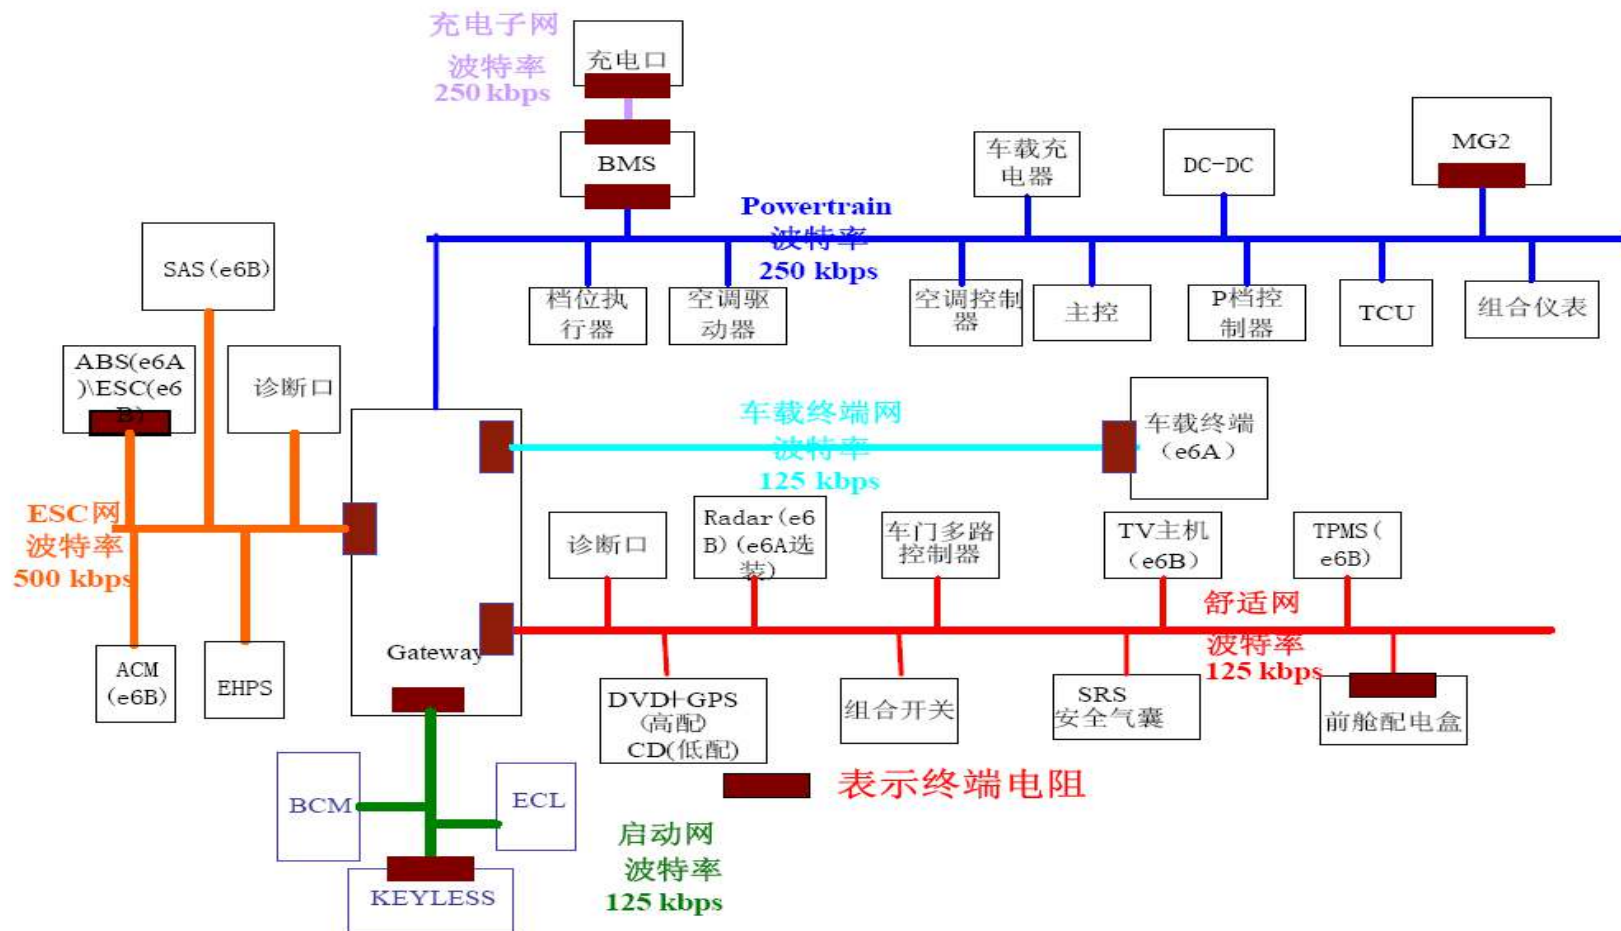 充电子网
波特率
250 kbps
充电口
BMS
车载充
电器
DC-DC
MG2
Powertrain
波特率
250 kbps
档位执
行器
空调驱
动器
空调控制
器
主控
P档控
制器
TCU
组合仪表
SAS(e6B)
ABS(e6A
)\ESC(e6
B)
诊断口
ESC网
波特率
500 kbps
ACM
(e6B)
EHPS
Gateway
车载终端网
波特率
125 kbps
车载终端
(e6A)
诊断口
Radar(e6
B)(e6A选
装)
车门多路
控制器
TV主机
(e6B)
TPMS(
e6B)
舒适网
波特率
125 kbps
DVD+GPS
(高配)
CD(低配)
组合开关
SRS
安全气囊
前舱配电盒
表示终端电阻
BCM
ECL
KEYLESS
启动网
波特率
125 kbps